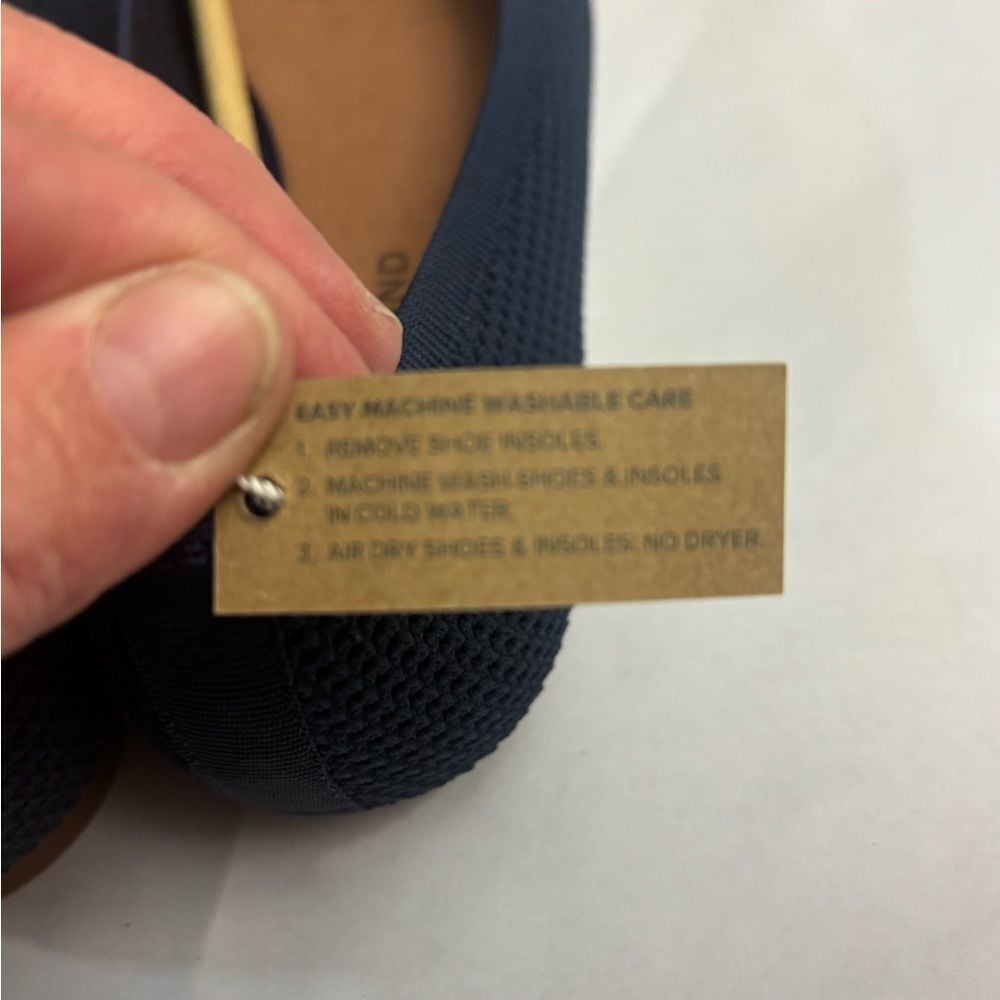 EASY MACHINE WASHABLE CARE
1. REMOVE SHOE INSOLES.
2. MACHINE WASH SHOES & INSOLES
IN COLD WATER.
3. AIR DRY SHOES & INSOLES. NO DRYER.